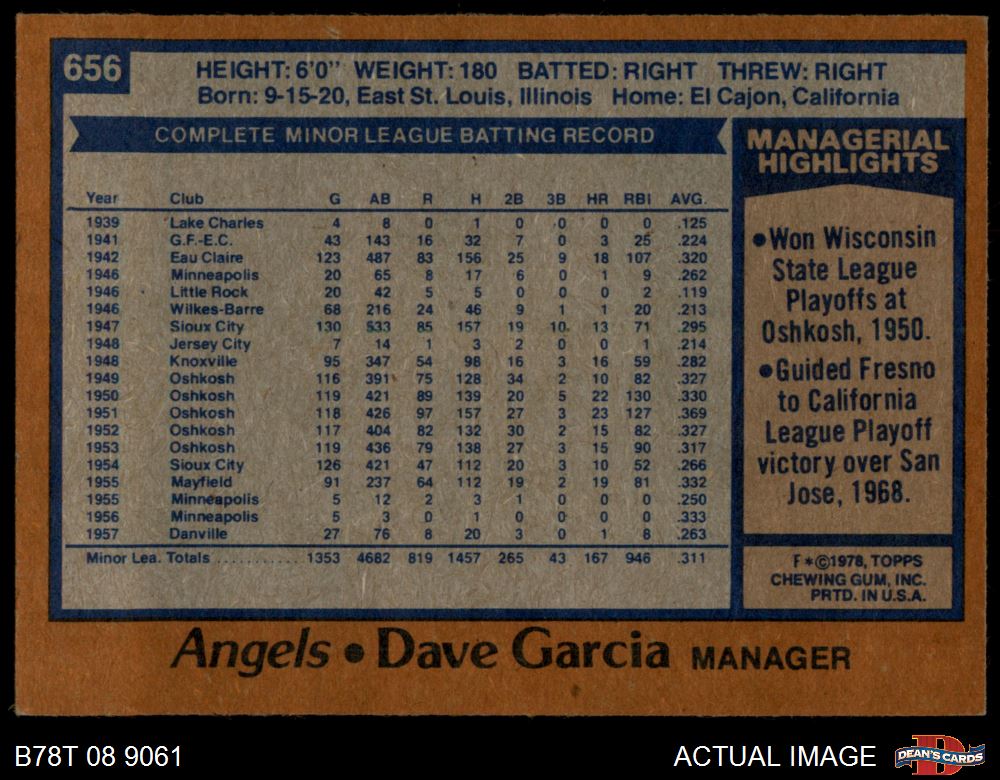 656
HEIGHT: 6'0" WEIGHT: 180 BATTED: RIGHT THREW: RIGHT
Born: 9-15-20, East St. Louis, Illinois Home: El Cajon, California
COMPLETE MINOR LEAGUE BATTING RECORD
Year Club G AB R H 2B 3B HR RBI AVG.
1939 Lake Charles 4 8 0 1 0 0 0 0 .125
1941 G.F.-E.C. 43 143 16 32 7 0 3 25 .224
1942 Eau Claire 123 487 83 156 25 9 18 107 .320
1946 Minneapolis 20 65 8 17 6 0 1 9 .262
1946 Little Rock 20 42 5 5 0 0 0 2 .119
1946 Wilkes-Barre 68 216 24 46 9 1 1 20 .213
1947 Sioux City 130 533 85 157 19 10 13 71 .295
1948 Jersey City 7 14 1 3 2 0 0 1 .214
1948 Knoxville 95 347 54 98 16 3 16 59 .282
1949 Oshkosh 116 391 75 128 34 2 10 82 .327
1950 Oshkosh 119 421 89 139 20 5 22 130 .330
1951 Oshkosh 118 426 97 157 27 3 23 127 .369
1952 Oshkosh 117 404 82 132 30 2 15 82 .327
1953 Oshkosh 119 436 79 138 27 3 15 90 .317
1954 Sioux City 126 421 47 112 20 3 10 52 .266
1955 Mayfield 91 237 64 112 19 2 19 81 .332
1955 Minneapolis 5 12 2 3 1 0 0 0 .250
1956 Minneapolis 5 3 0 1 0 0 0 0 .333
1957 Danville 27 76 8 20 3 0 1 8 .263
Minor Lea. Totals .......... 1353 4682 819 1457 265 43 167 946 .311
MANAGERIAL
HIGHLIGHTS
●Won Wisconsin
State League
Playoffs at
Oshkosh, 1950.
●Guided Fresno
to California
League Playoff
victory over San
Jose, 1968.
F*©1978, TOPPS
CHEWING GUM, INC.
PRTD. IN U.S.A.
Angels ● Dave Garcia MANAGER
B78T 08 9061
ACTUAL IMAGE
DEAN'S CARDS